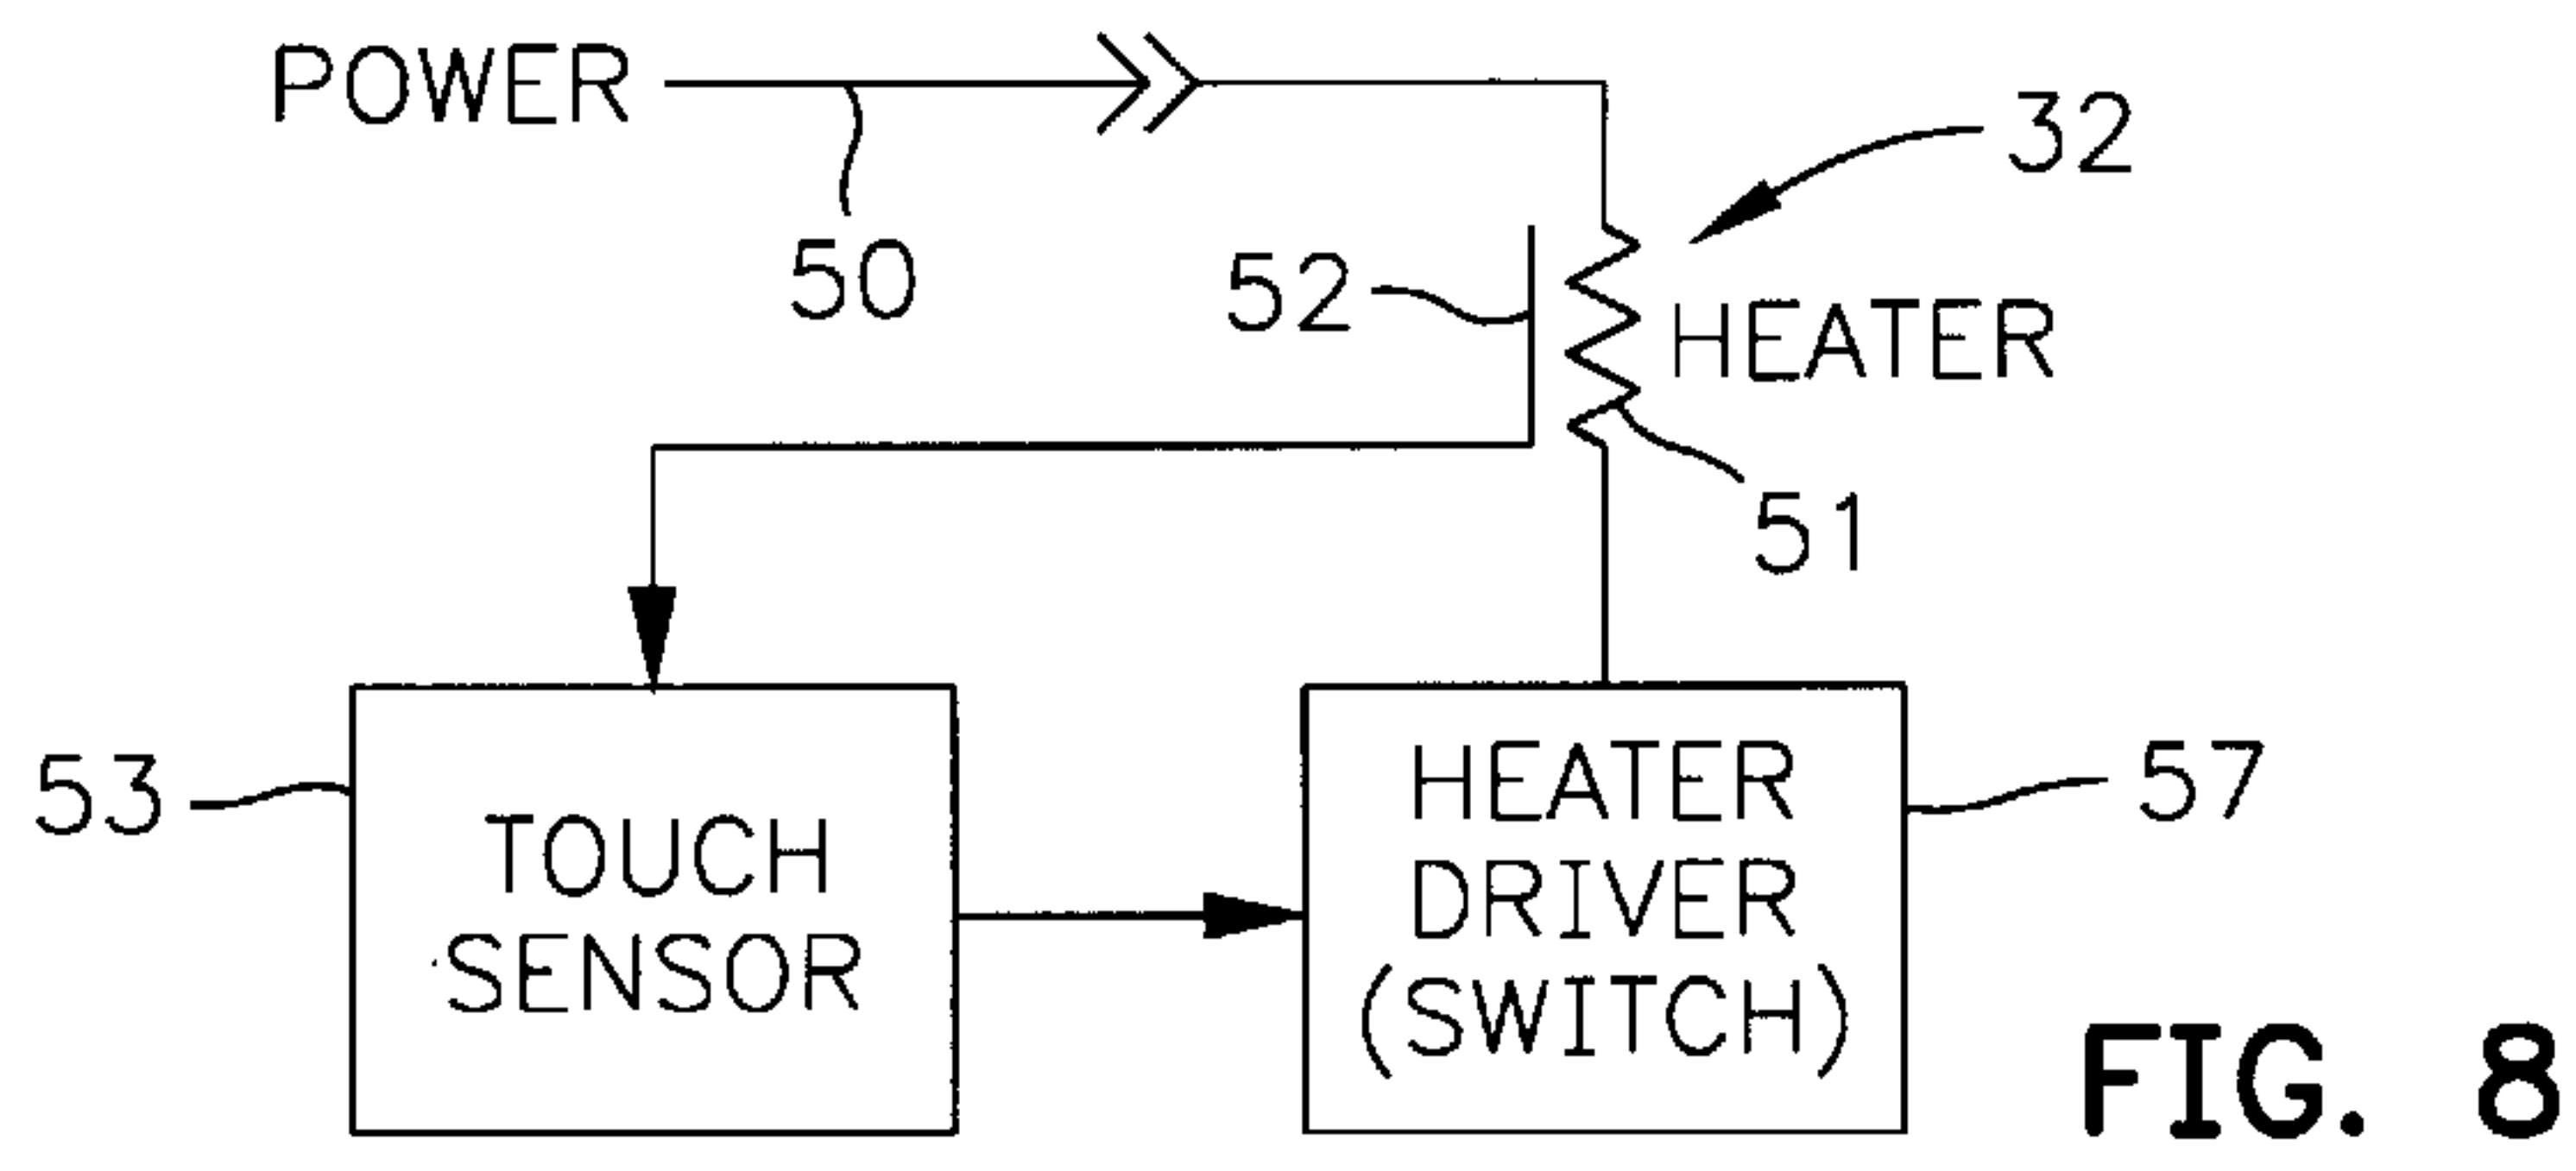 POWER
50
32
52
HEATER
51
53
TOUCH
SENSOR
HEATER
DRIVER
(SWITCH)
57
FIG. 8